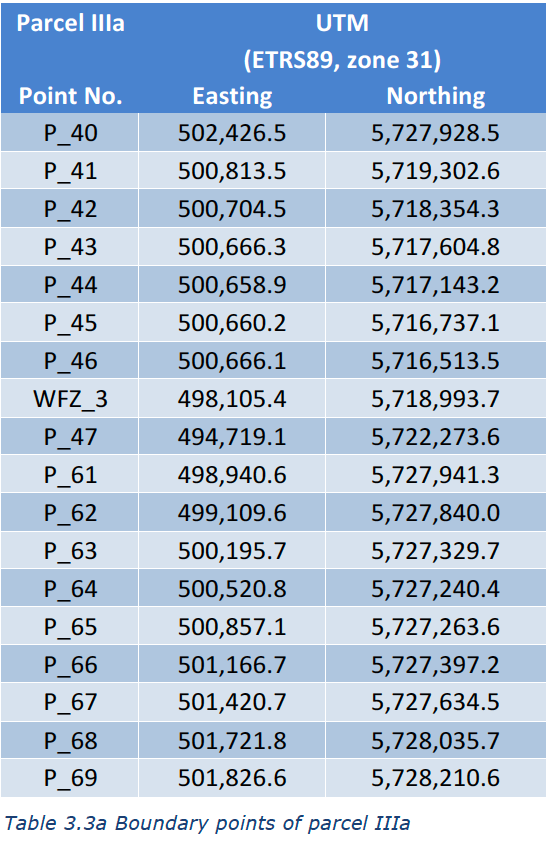 Parcel IIIa UTM
(ETRS89, zone 31)
Point No. Easting Northing
P_40 502,426.5 5,727,928.5
P_41 500,813.5 5,719,302.6
P_42 500,704.5 5,718,354.3
P_43 500,666.3 5,717,604.8
P_44 500,658.9 5,717,143.2
P_45 500,660.2 5,716,737.1
P_46 500,666.1 5,716,513.5
WFZ_3 498,105.4 5,718,993.7
P_47 494,719.1 5,722,273.6
P_61 498,940.6 5,727,941.3
P_62 499,109.6 5,727,840.0
P_63 500,195.7 5,727,329.7
P_64 500,520.8 5,727,240.4
P_65 500,857.1 5,727,263.6
P_66 501,166.7 5,727,397.2
P_67 501,420.7 5,727,634.5
P_68 501,721.8 5,728,035.7
P_69 501,826.6 5,728,210.6
Table 3.3a Boundary points of parcel IIIa